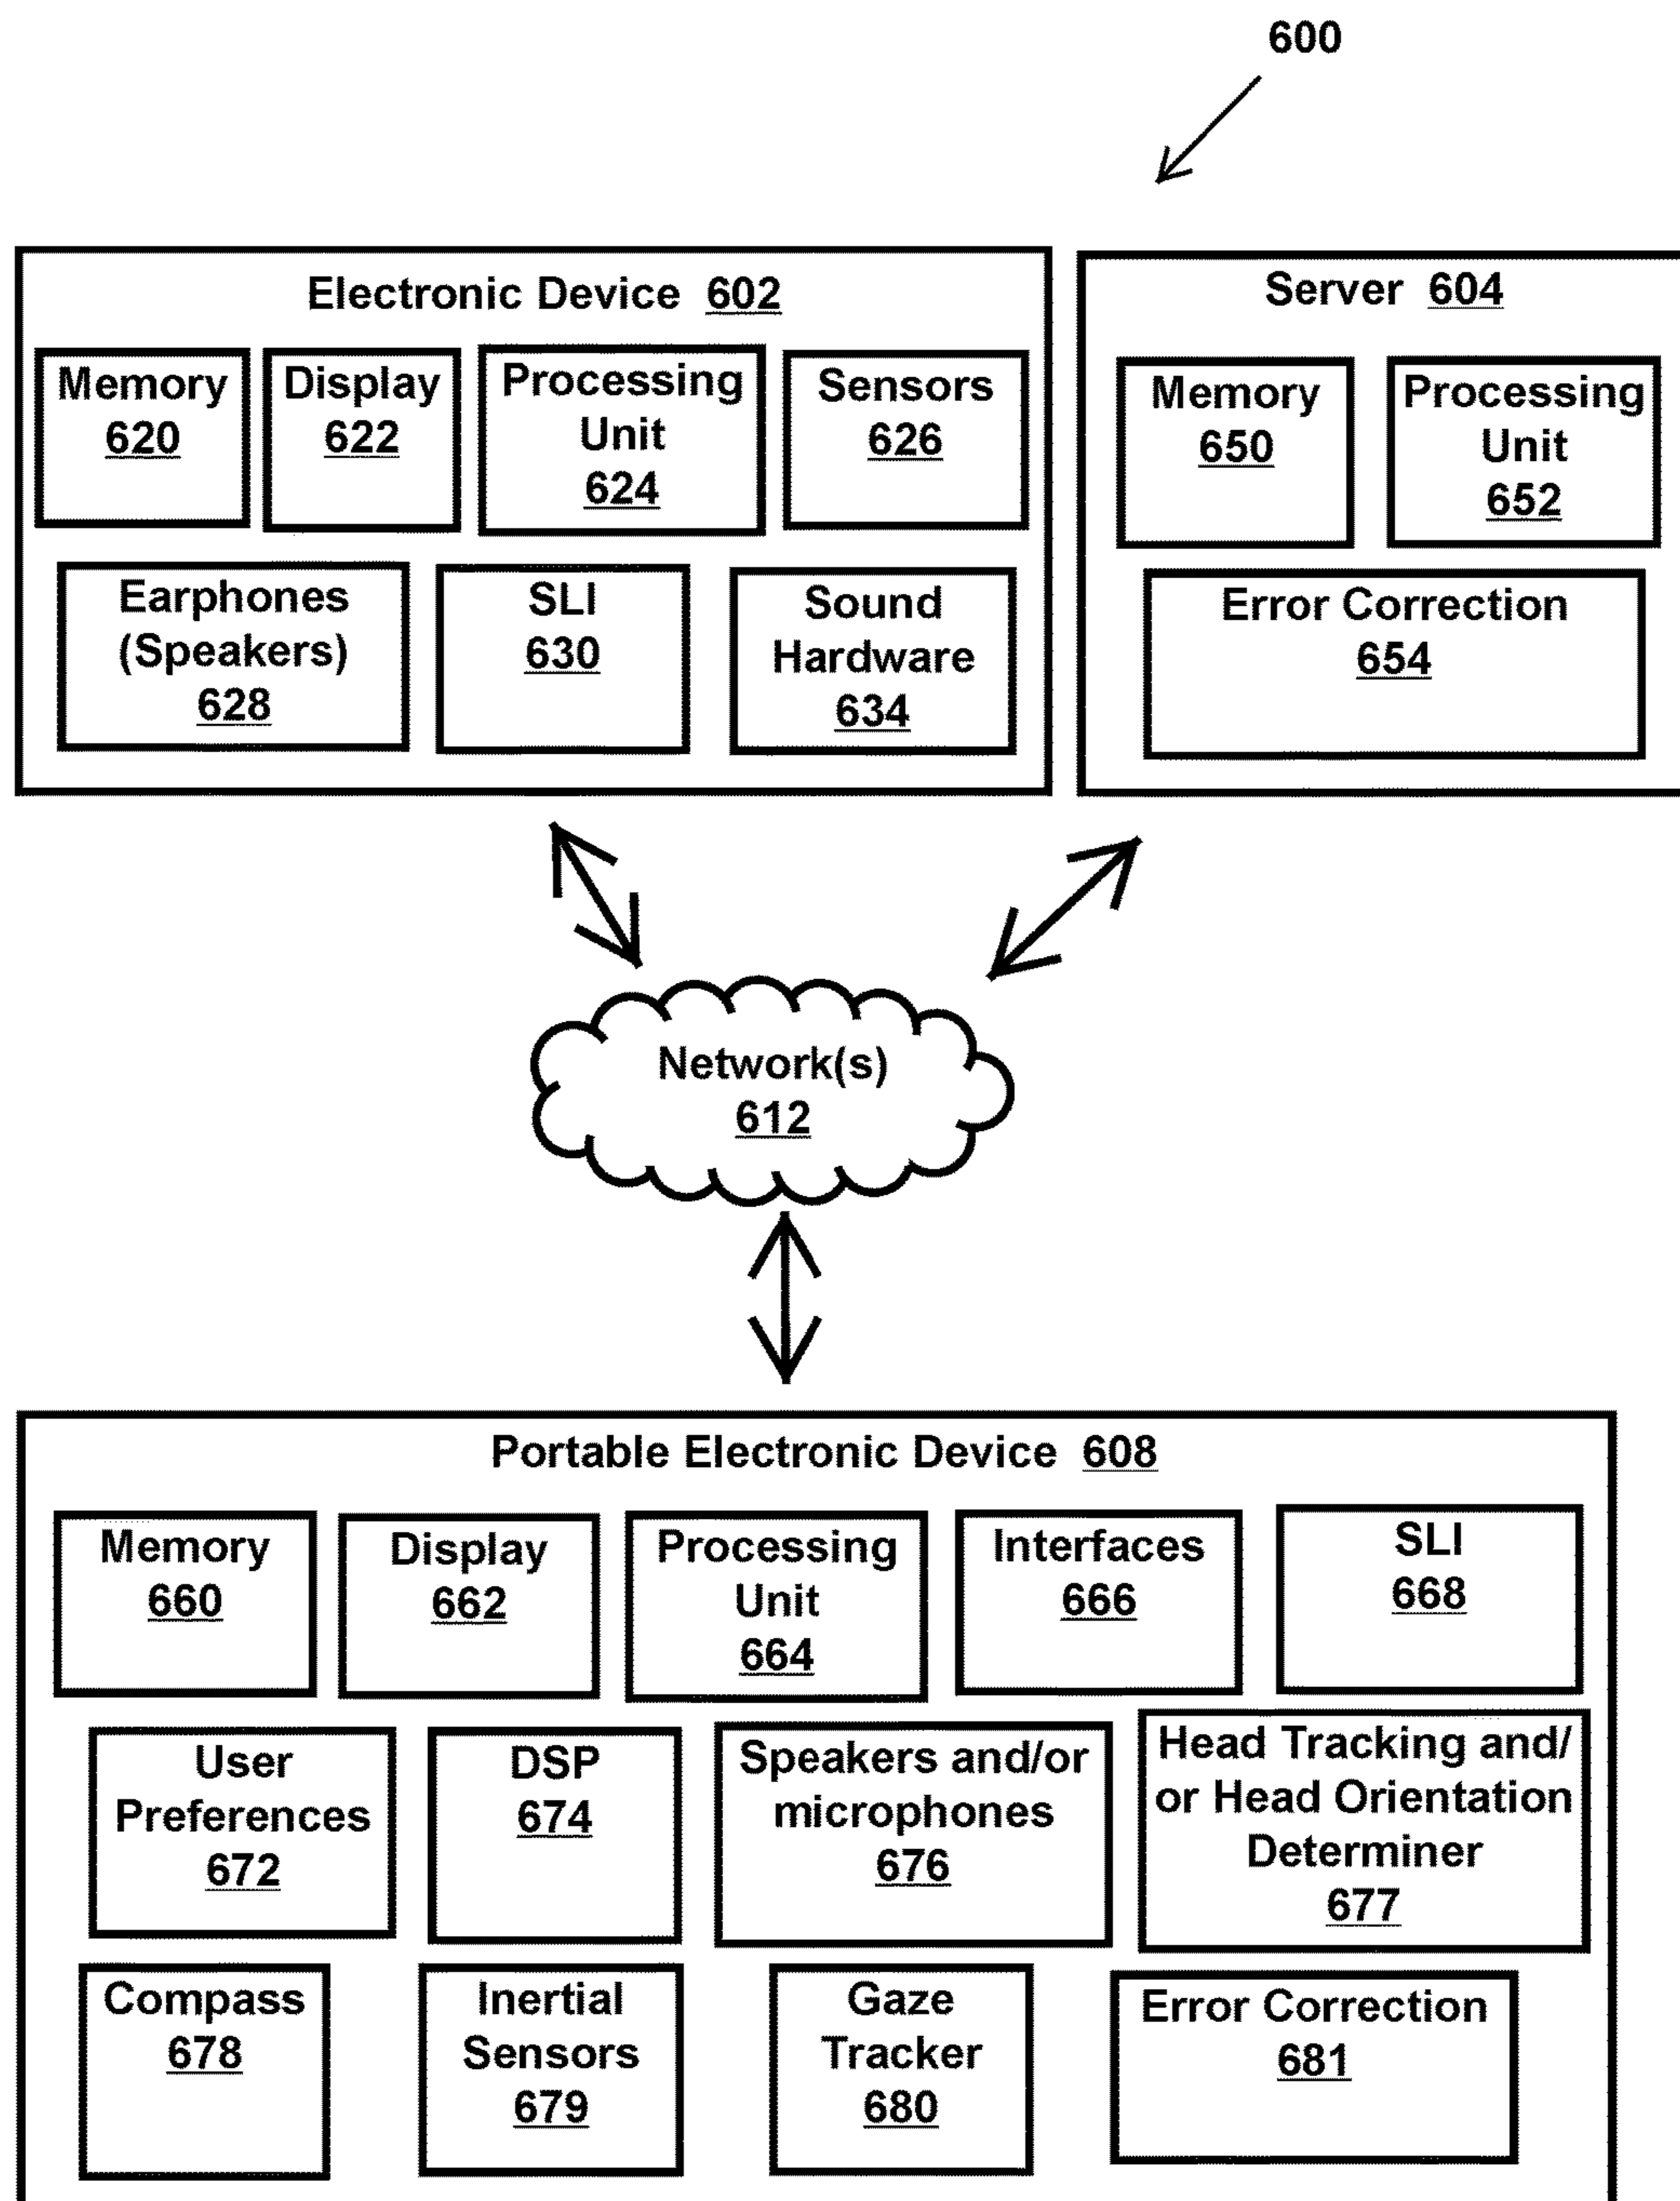 600
Electronic Device 602
Memory
620
Display
622
Processing
Unit
624
Sensors
626
Earphones
(Speakers)
628
SLI
630
Sound
Hardware
634
Server 604
Memory
650
Processing
Unit
652
Error Correction
654
Network(s)
612
Portable Electronic Device 608
Memory
660
Display
662
Processing
Unit
664
Interfaces
666
SLI
668
User
Preferences
672
DSP
674
Speakers and/or
microphones
676
Head Tracking and/
or Head Orientation
Determiner
677
Compass
678
Inertial
Sensors
679
Gaze
Tracker
680
Error Correction
681